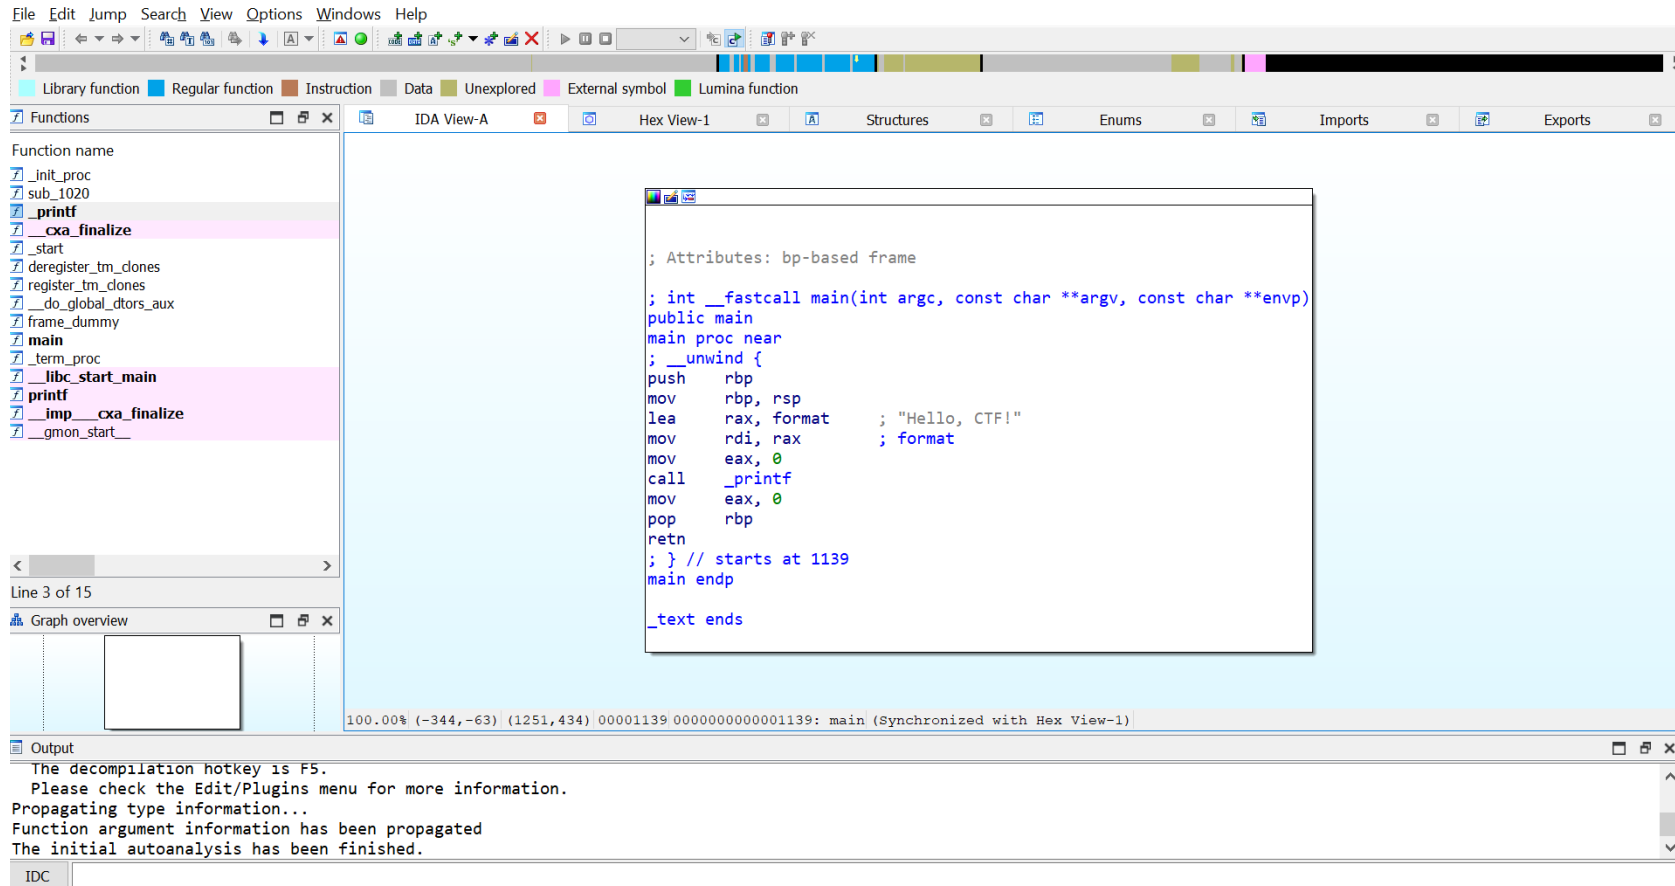 File Edit Jump Search View Options Windows Help
Library function Regular function Instruction Data Unexplored External symbol Lumina function
Functions
IDA View-A Hex View-1 Structures Enums Imports Exports
Function name
_init_proc
sub_1020
_printf
__cxa_finalize
_start
deregister_tm_clones
register_tm_clones
__do_global_dtors_aux
frame_dummy
main
_term_proc
__libc_start_main
printf
__imp___cxa_finalize
__gmon_start__
Line 3 of 15
Graph overview
; Attributes: bp-based frame
; int __fastcall main(int argc, const char **argv, const char **envp)
public main
main proc near
; __unwind {
push rbp
mov rbp, rsp
lea rax, format ; "Hello, CTF!"
mov rdi, rax ; format
mov eax, 0
call _printf
mov eax, 0
pop rbp
retn
; } // starts at 1139
main endp
_text ends
100.00% (-344,-63) (1251,434) 00001139 0000000000001139: main (Synchronized with Hex View-1)
Output
The decompilation hotkey is F5.
Please check the Edit/Plugins menu for more information.
Propagating type information...
Function argument information has been propagated
The initial autoanalysis has been finished.
IDC